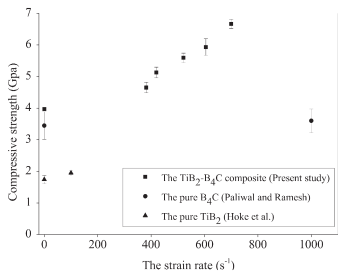 Compressive strength (Gpa)
7
6
5
4
3
2
1
0
The TiB2-B4C composite (Present study)
The pure B4C (Paliwal and Ramesh)
The pure TiB2 (Hoke et al.)
0 200 400 600 800 1000
The strain rate (s-1)